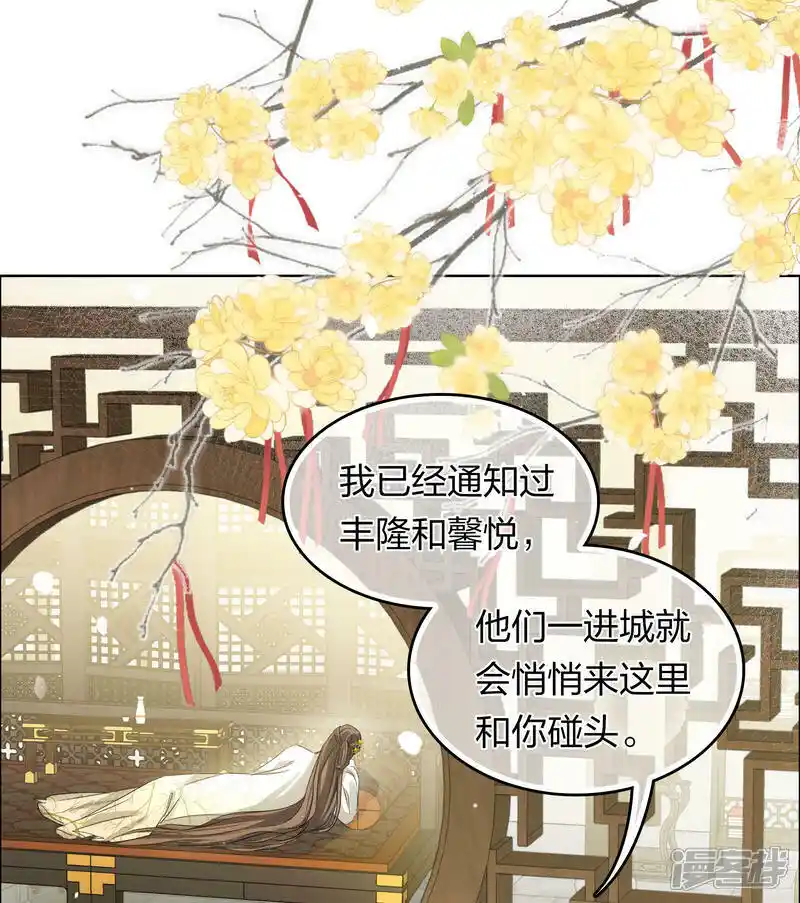 我已经通知过
丰隆和馨悦，
他们一进城就
会悄悄来这里
和你碰头。
漫客栈